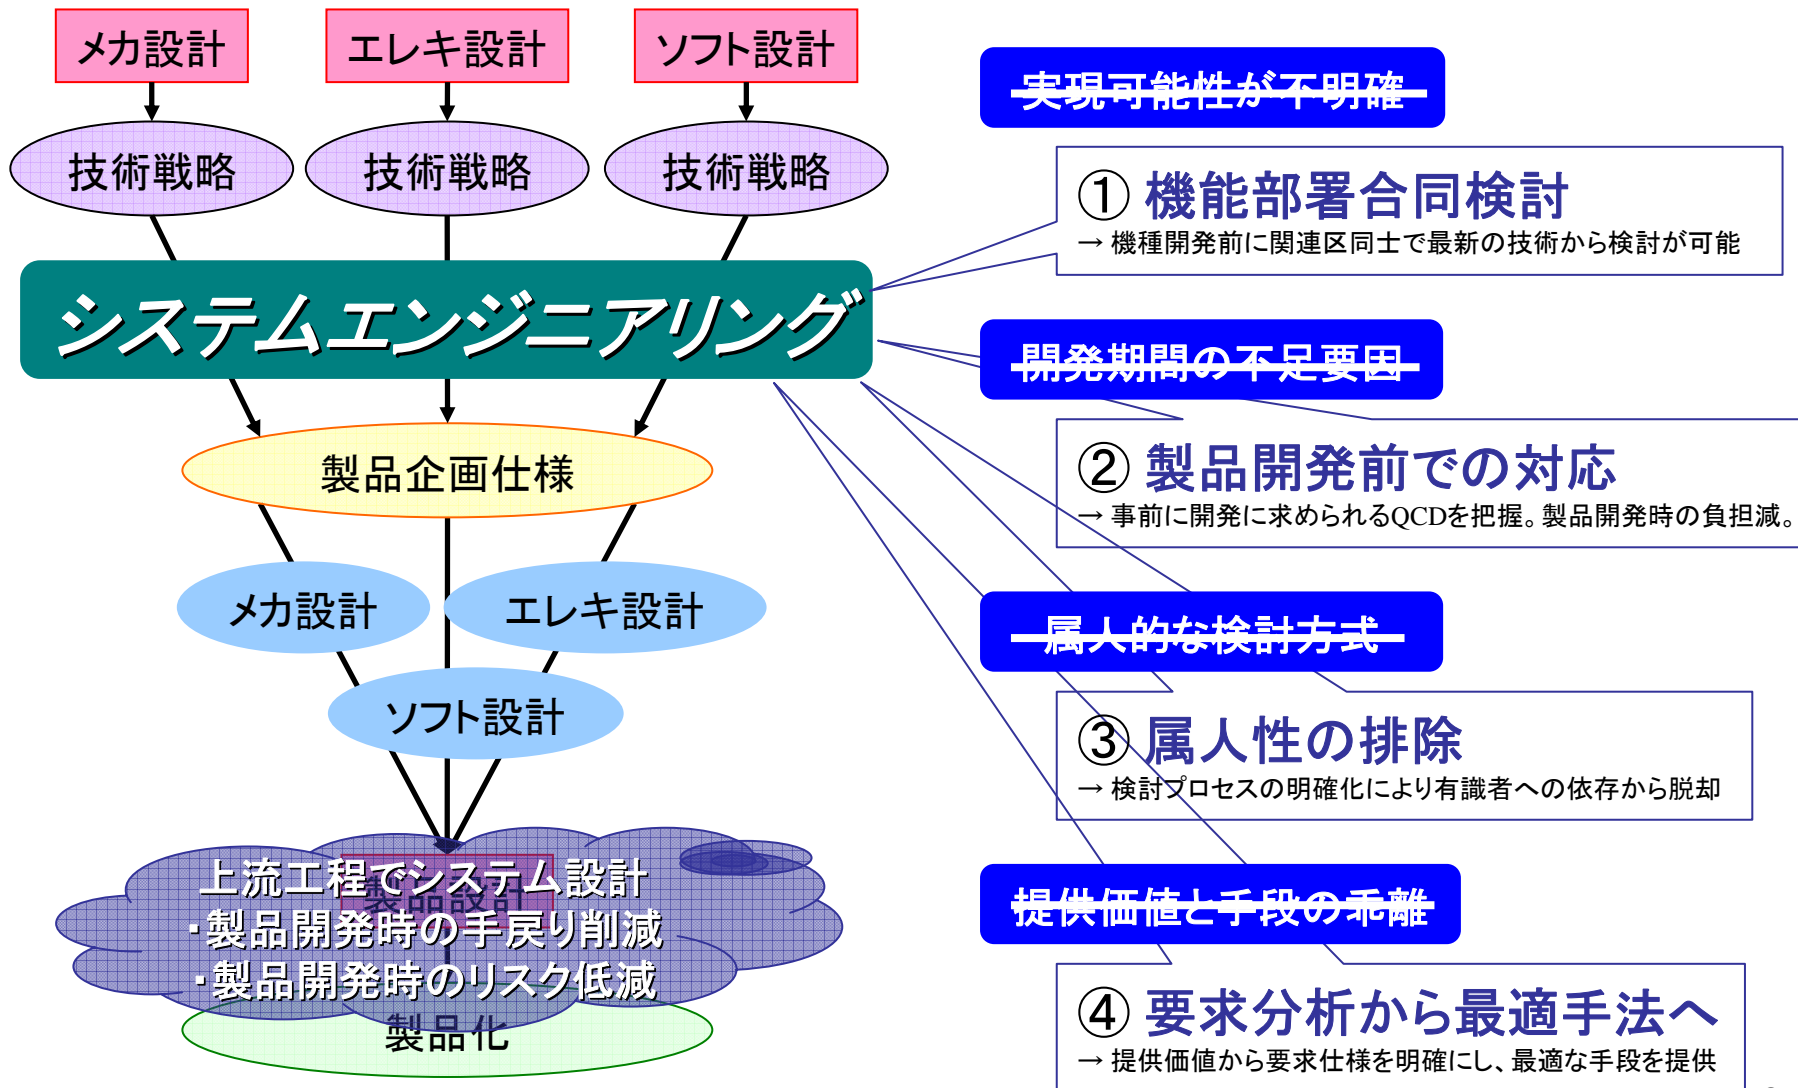 メカ設計
エレキ設計
ソフト設計
技術戦略
技術戦略
技術戦略
システムエンジニアリング
製品企画仕様
メカ設計
エレキ設計
ソフト設計
製品設計
上流工程でシステム設計
・製品開発時の手戻り削減
・製品開発時のリスク低減
製品化
実現可能性が不明確
① 機能部署合同検討
→ 機種開発前に関連区同士で最新の技術から検討が可能
開発期間の不足要因
② 製品開発前での対応
→ 事前に開発に求められるQCDを把握。製品開発時の負担減。
属人的な検討方式
③ 属人性の排除
→ 検討プロセスの明確化により有識者への依存から脱却
提供価値と手段の乖離
④ 要求分析から最適手法へ
→ 提供価値から要求仕様を明確にし、最適な手段を提供